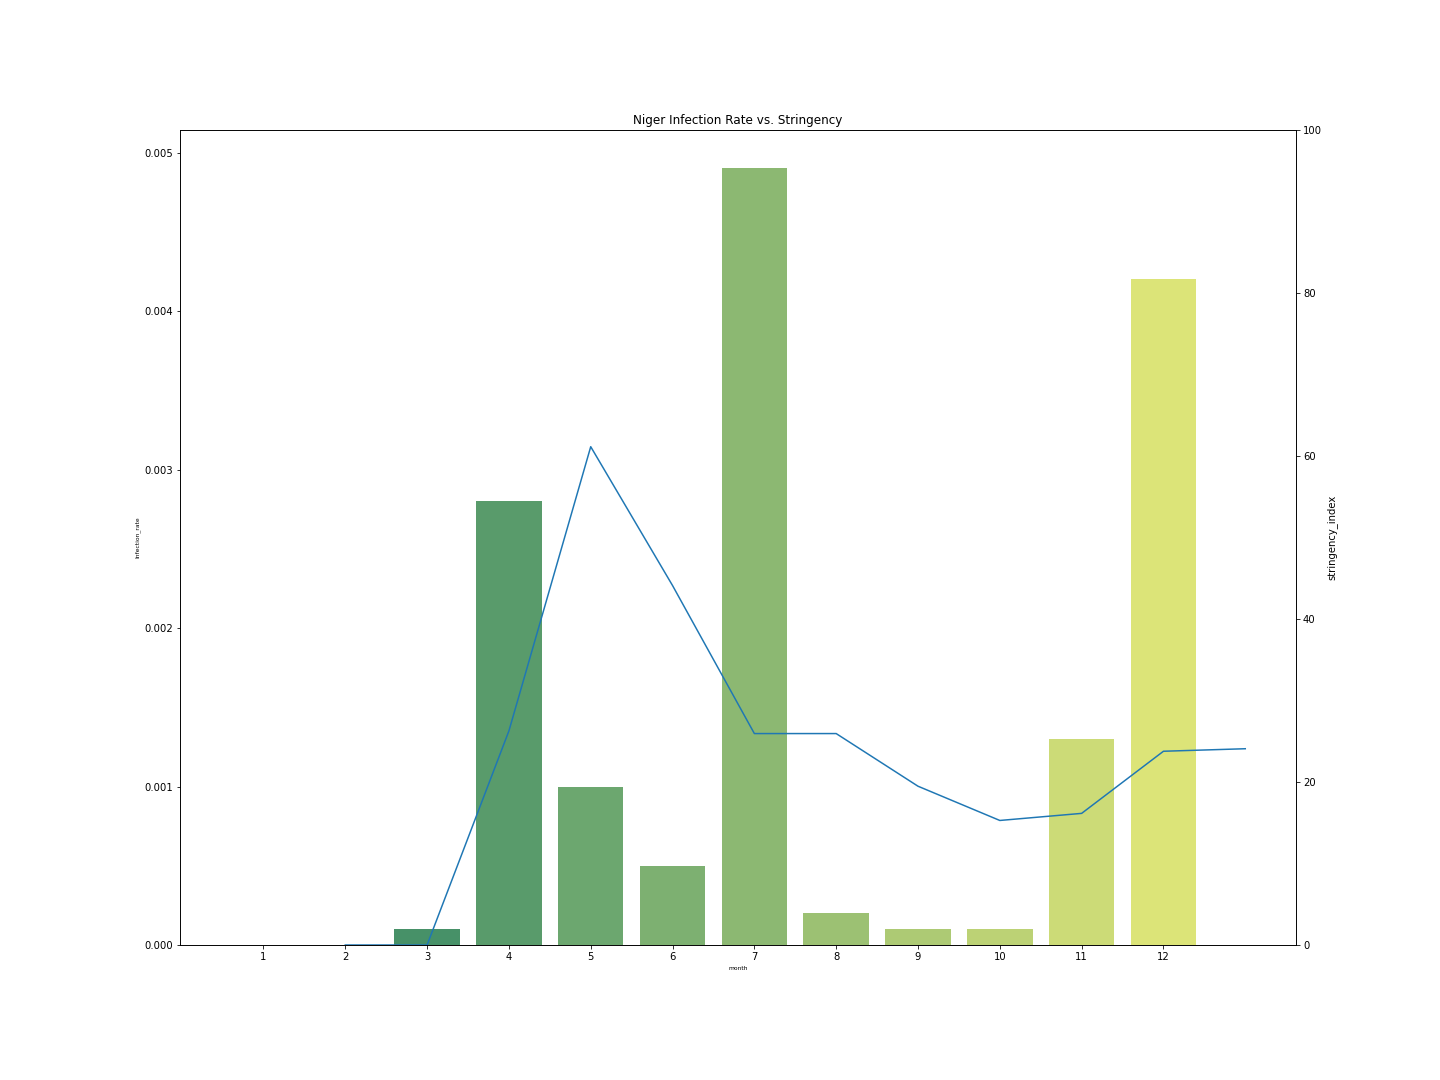 Niger Infection Rate vs. Stringency
0.005
0.004
0.003
0.002
0.001
0.000
Infection_rate
100
80
60
40
20
0
stringency_index
1 2 3 4 5 6 7 8 9 10 11 12
month